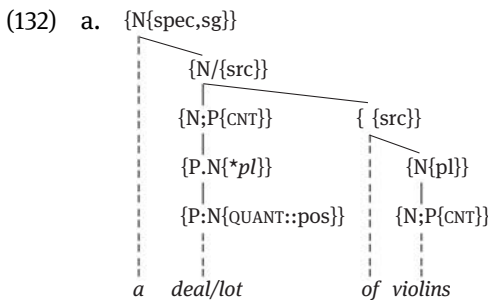 (132) a. {N{spec,sg}}
{N/{src}}
{N;P{CNT}} { {src}}
{P.N{*pl}} {N{pl}}
{P:N{QUANT::pos}} {N;P{CNT}}
a deal/lot of violins